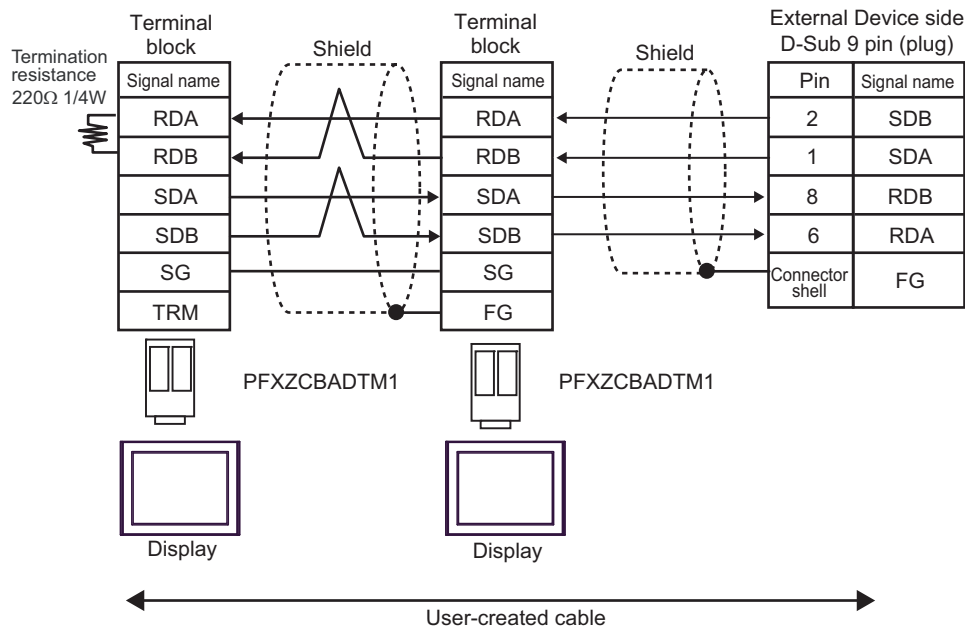 Terminal
block
Shield
Terminal
block
Shield
External Device side
D-Sub 9 pin (plug)
Termination
resistance
220Ω 1/4W
Signal name
RDA
RDB
SDA
SDB
SG
TRM
Signal name
RDA
RDB
SDA
SDB
SG
FG
Pin Signal name
2 SDB
1 SDA
8 RDB
6 RDA
Connector
shell
FG
PFXZCBADTM1
PFXZCBADTM1
Display
Display
User-created cable